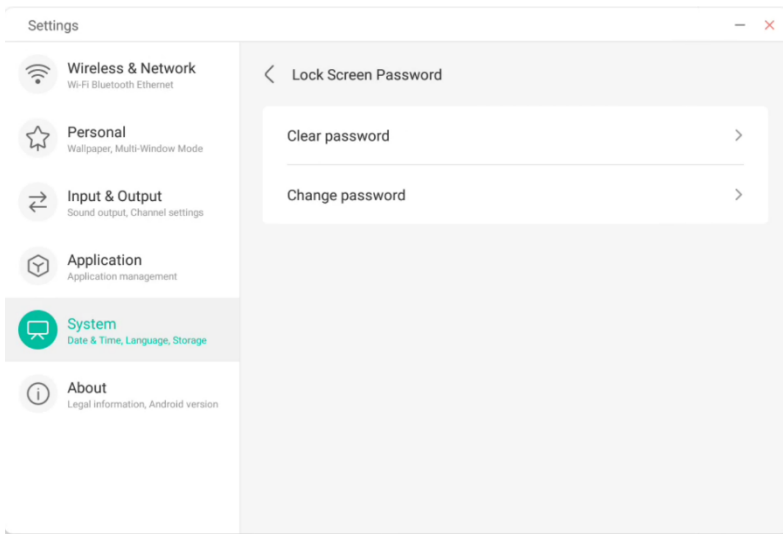 Settings
Wireless & Network
Wi-Fi Bluetooth Ethernet
Personal
Wallpaper, Multi-Window Mode
Input & Output
Sound output, Channel settings
Application
Application management
System
Date & Time, Language, Storage
About
Legal information, Android version
Lock Screen Password
Clear password
Change password